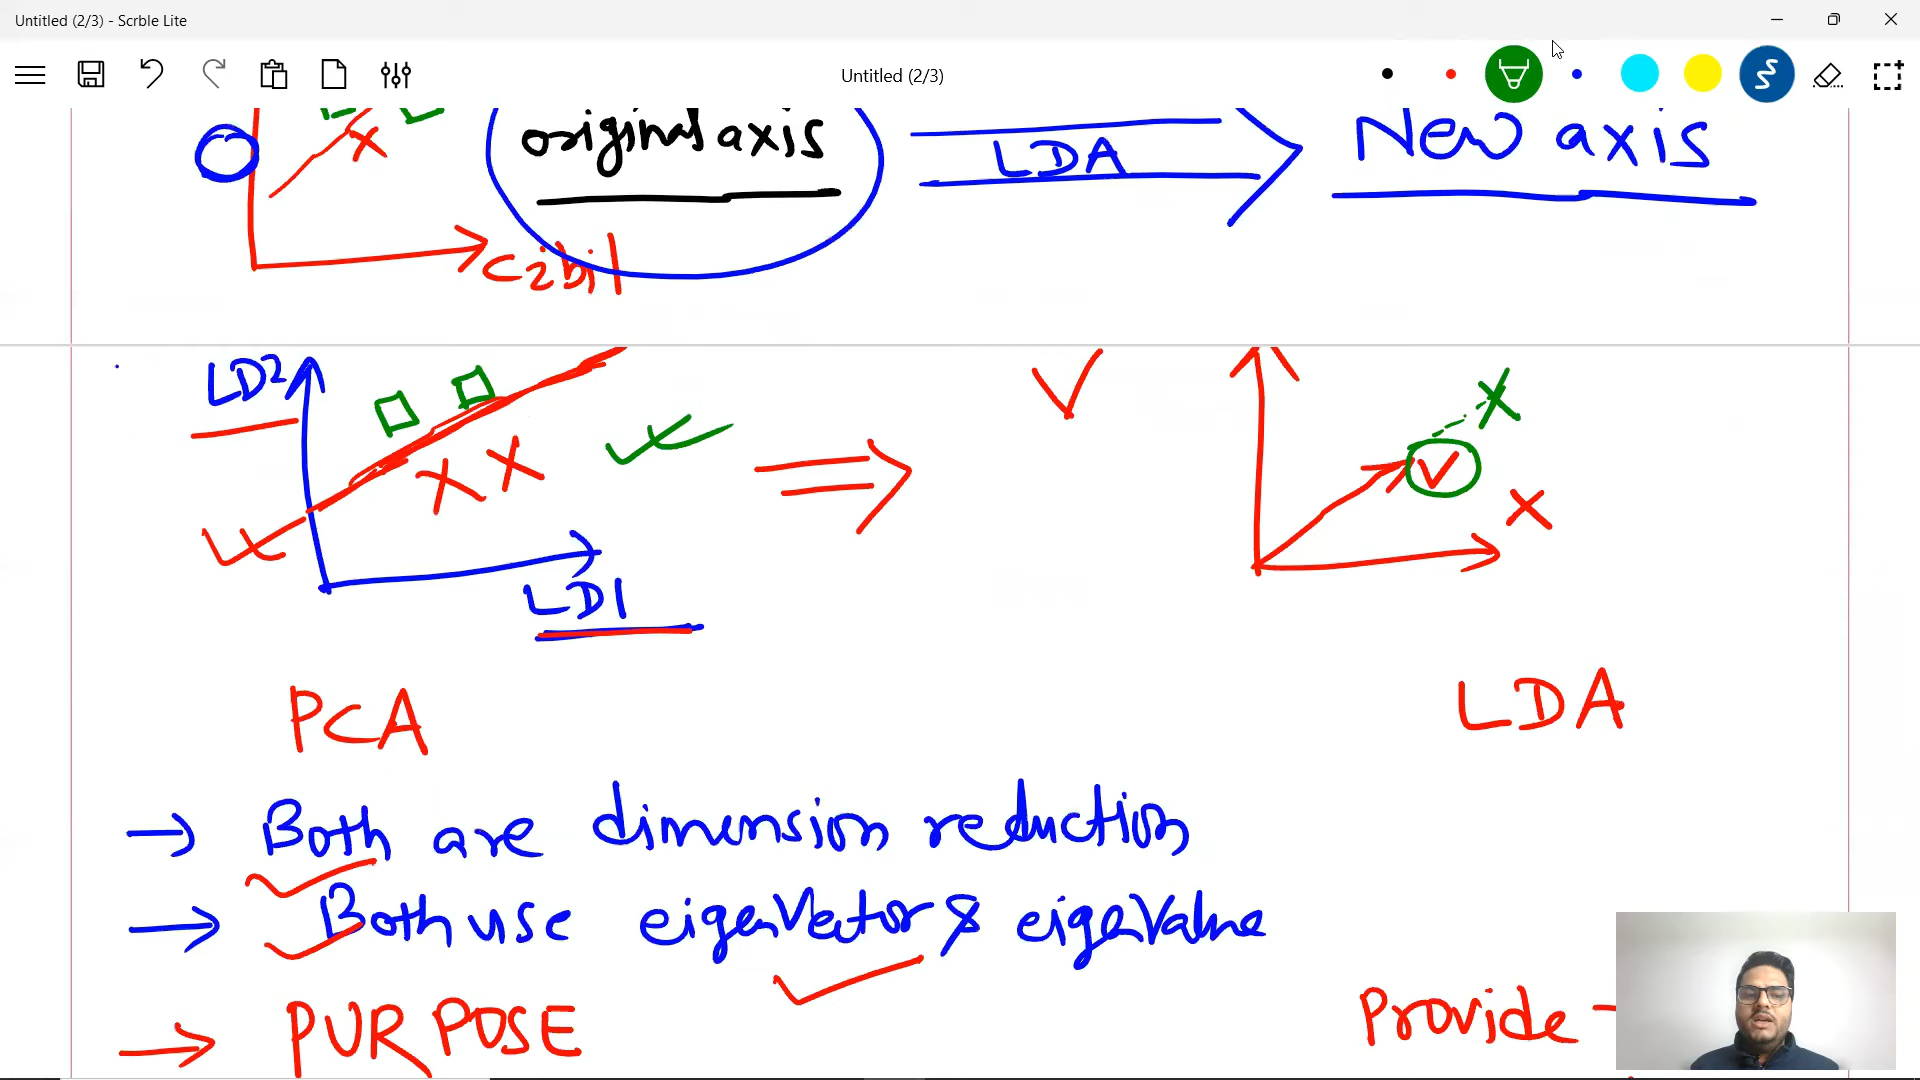 Untitled (2/3) - Scrble Lite
Untitled (2/3)
original axis
LDA
New axis
c2bil
LD2
LD1
PCA
LDA
→ Both are dimension reduction
→ Both use eigenVector & eigenValue
→ PURPOSE
Provide -